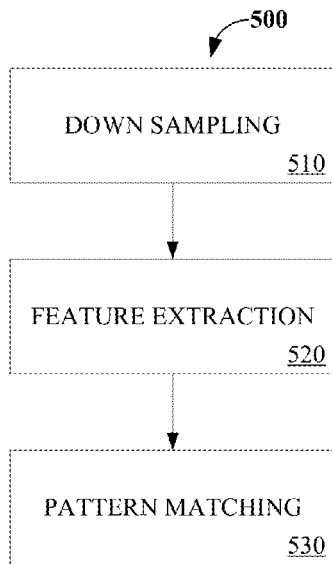 500
DOWN SAMPLING
510
FEATURE EXTRACTION
520
PATTERN MATCHING
530